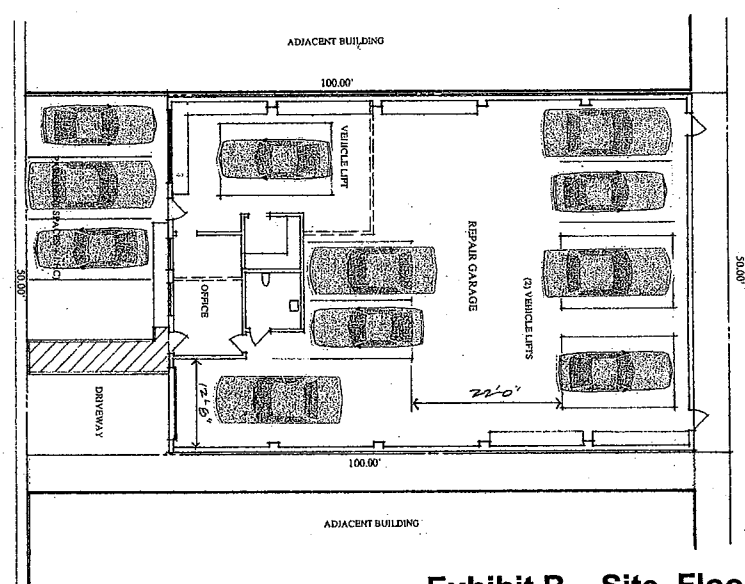 ADJACENT BUILDING
100.00'
VEHICLE LIFT
50.00'
50.00'
REPAIR GARAGE
(2) VEHICLE LIFTS
OFFICE
12'-8"
22'-0"
DRIVEWAY
100.00'
ADJACENT BUILDING
Exhibit B
Site